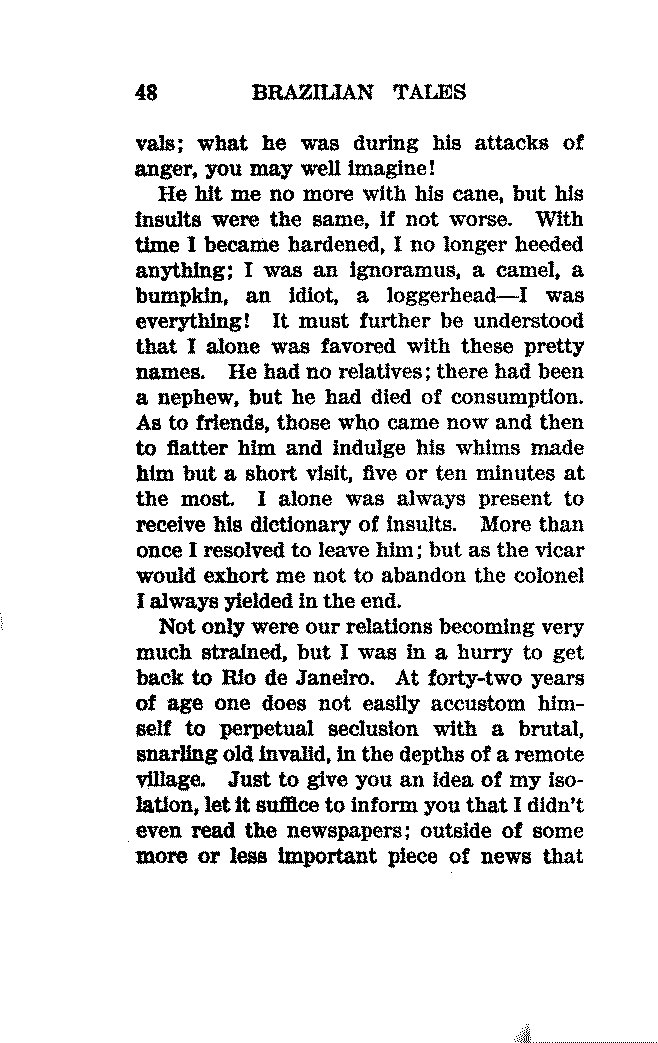 48 BRAZILIAN TALES
vals; what he was during his attacks of
anger, you may well imagine!
He hit me no more with his cane, but his
insults were the same, if not worse. With
time I became hardened, I no longer heeded
anything; I was an ignoramus, a camel, a
bumpkin, an idiot, a loggerhead—I was
everything! It must further be understood
that I alone was favored with these pretty
names. He had no relatives; there had been
a nephew, but he had died of consumption.
As to friends, those who came now and then
to flatter him and indulge his whims made
him but a short visit, five or ten minutes at
the most. I alone was always present to
receive his dictionary of insults. More than
once I resolved to leave him; but as the vicar
would exhort me not to abandon the colonel
I always yielded in the end.
Not only were our relations becoming very
much strained, but I was in a hurry to get
back to Rio de Janeiro. At forty-two years
of age one does not easily accustom him-
self to perpetual seclusion with a brutal,
snarling old invalid, in the depths of a remote
village. Just to give you an idea of my iso-
lation, let it suffice to inform you that I didn't
even read the newspapers; outside of some
more or less important piece of news that